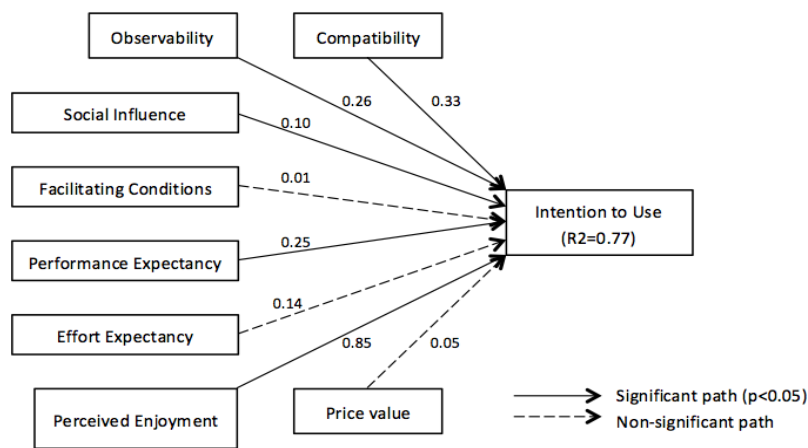 Observability
Compatibility
0.26
0.33
Social Influence
0.10
Facilitating Conditions
0.01
Intention to Use
(R2=0.77)
Performance Expectancy
0.25
Effort Expectancy
0.14
0.85
0.05
Perceived Enjoyment
Price value
Significant path (p<0.05)
Non-significant path